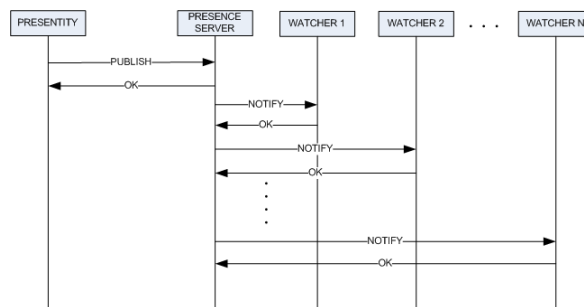 PRESENTITY
PRESENCE
SERVER
WATCHER 1
WATCHER 2
. . .
WATCHER N
PUBLISH
OK
NOTIFY
OK
NOTIFY
OK
NOTIFY
OK